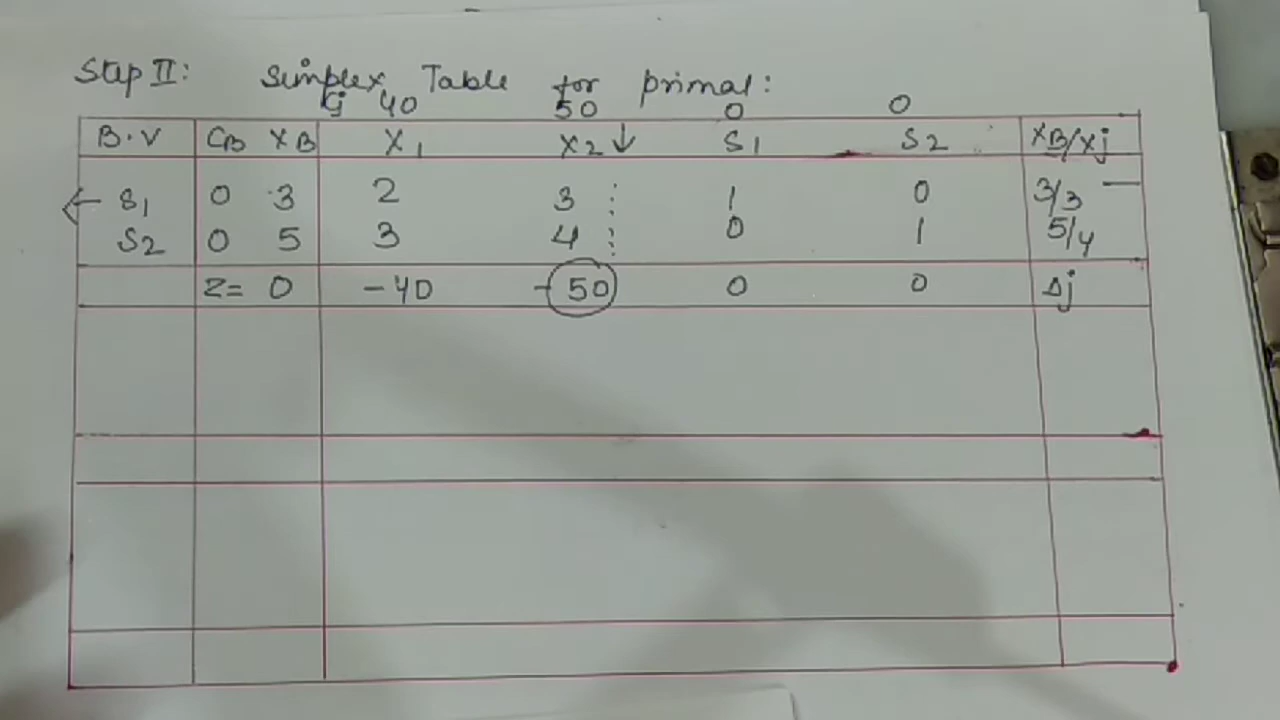 Step II: Simplex Table for primal:
Cj 40 50 0 0
B.V CB XB X1 X2↓ S1 S2 XB/Xj
← S1 0 3 2 3 1 0 3/3 —
S2 0 5 3 4 0 1 5/4
Z= 0 -40 -50 0 0 Δj